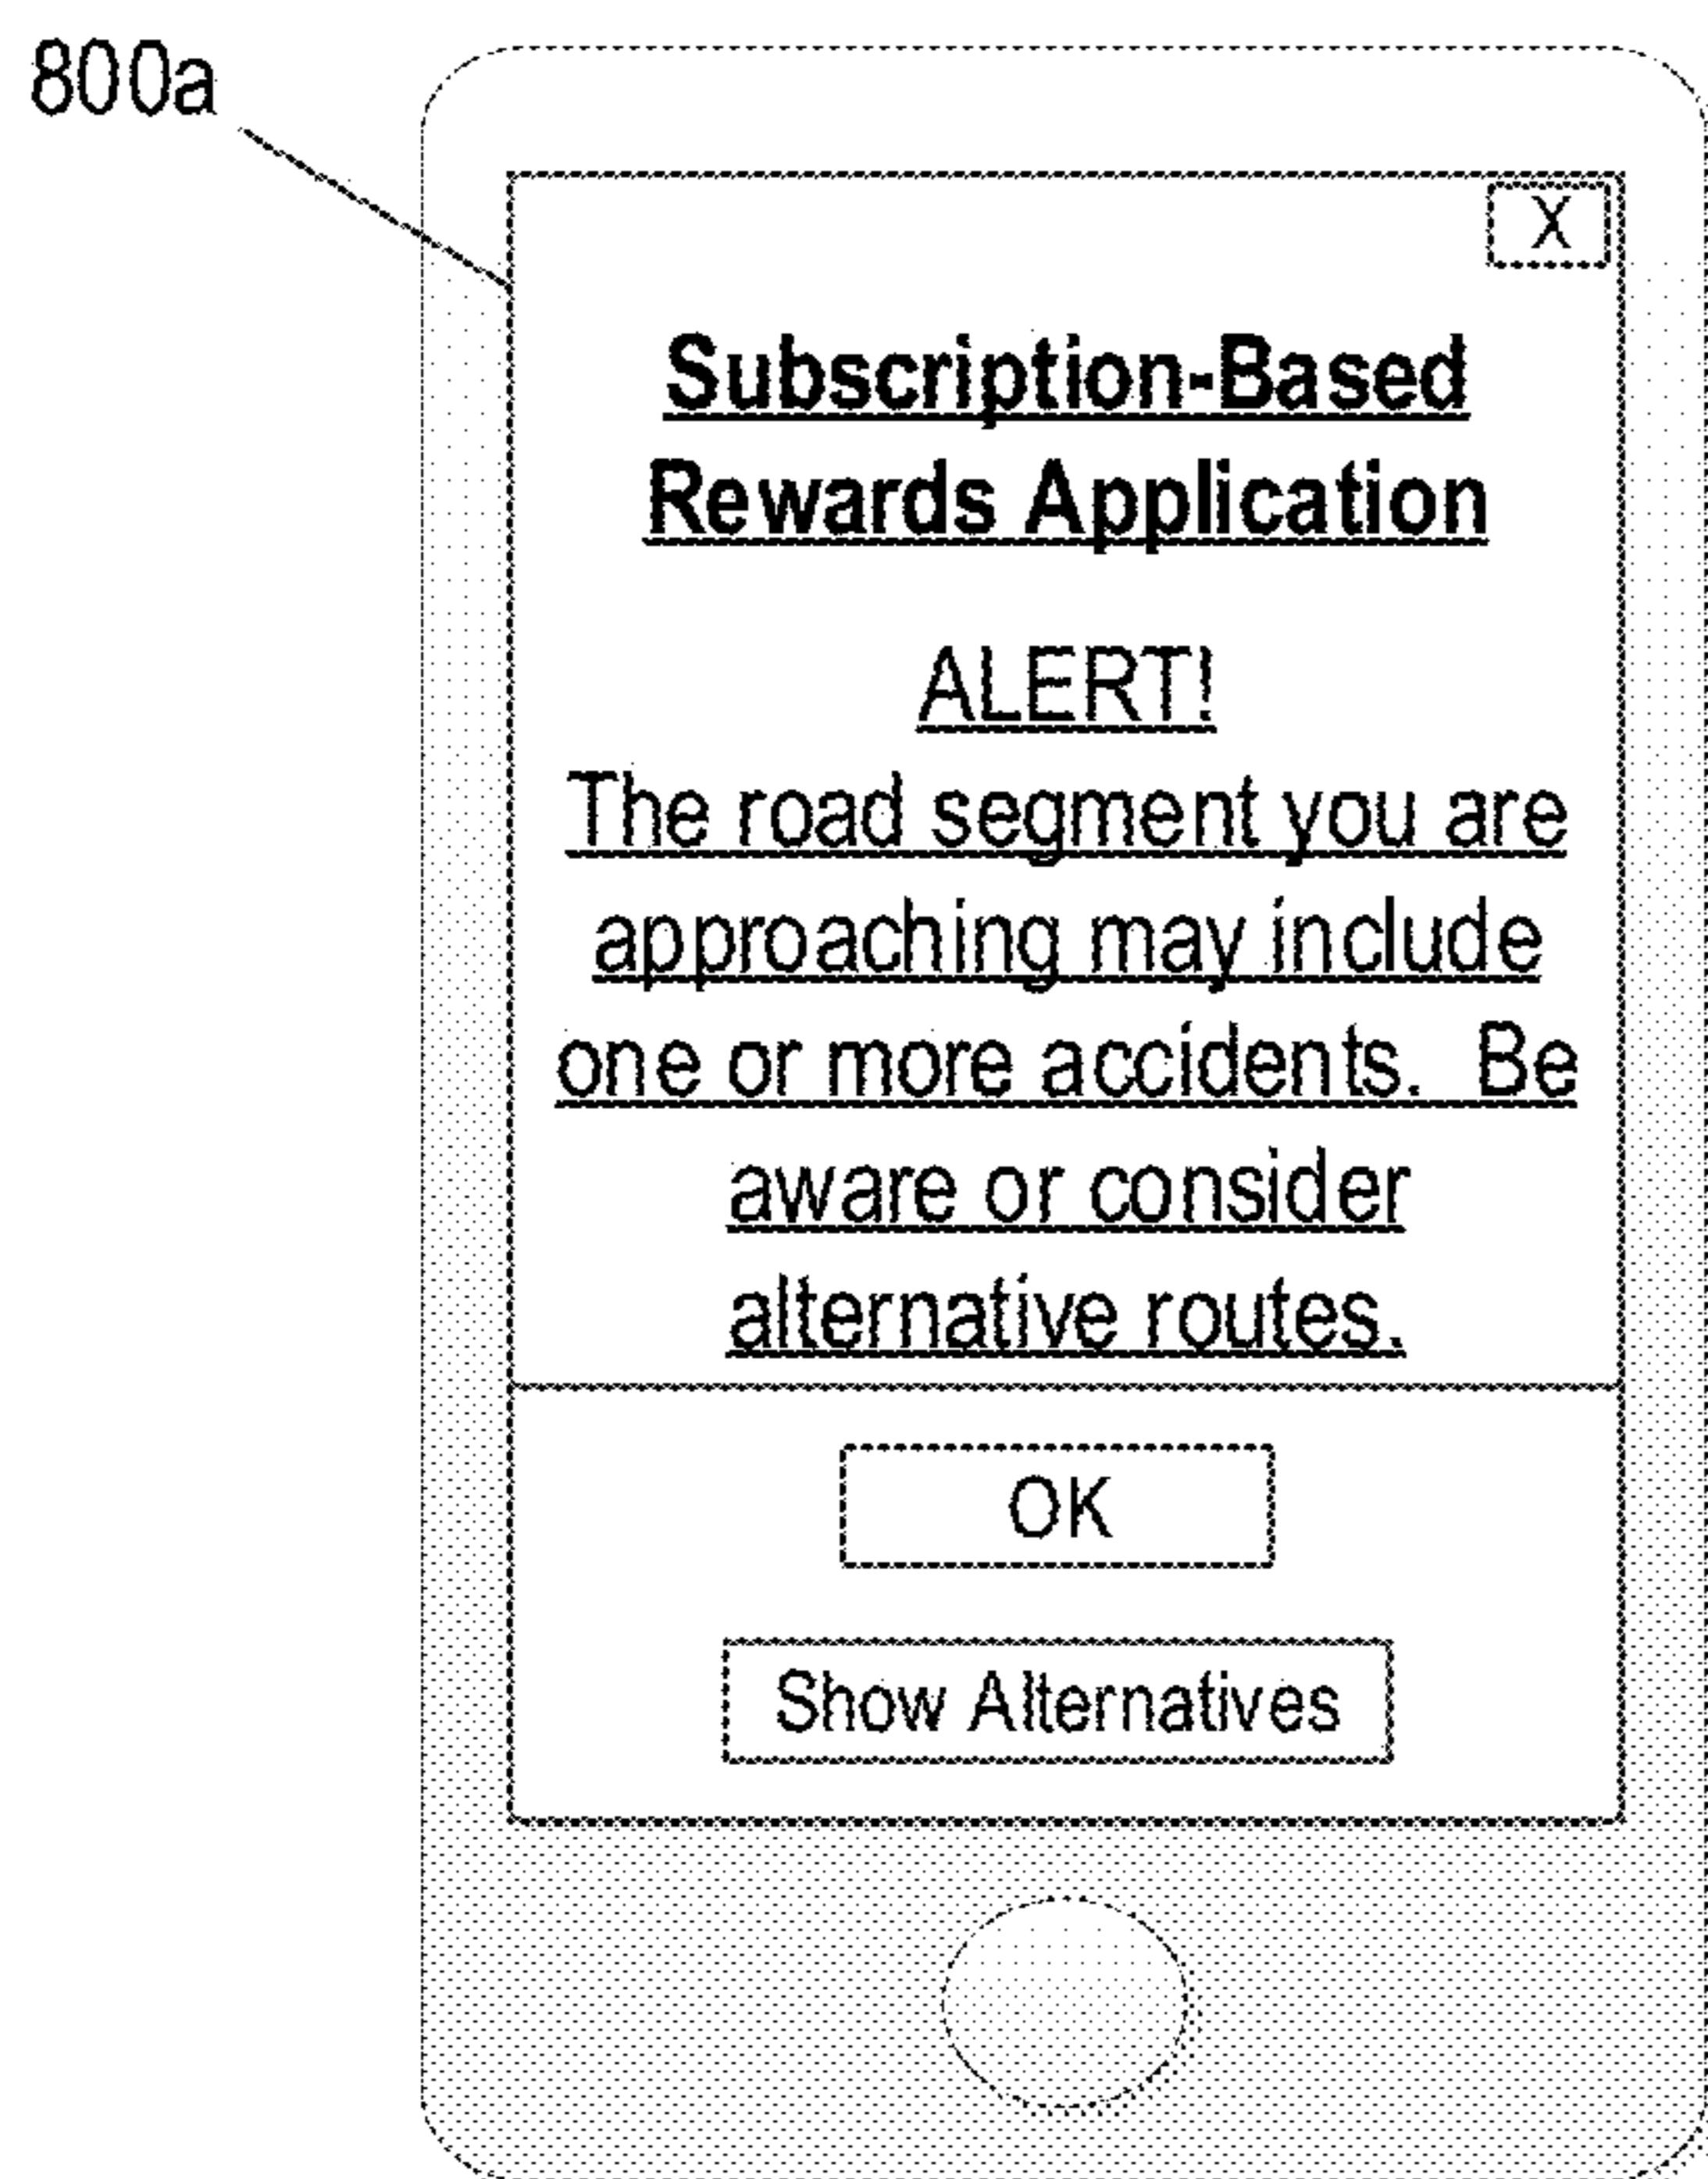 800a
X
Subscription-Based
Rewards Application
ALERT!
The road segment you are
approaching may include
one or more accidents.  Be
aware or consider
alternative routes.
OK
Show Alternatives